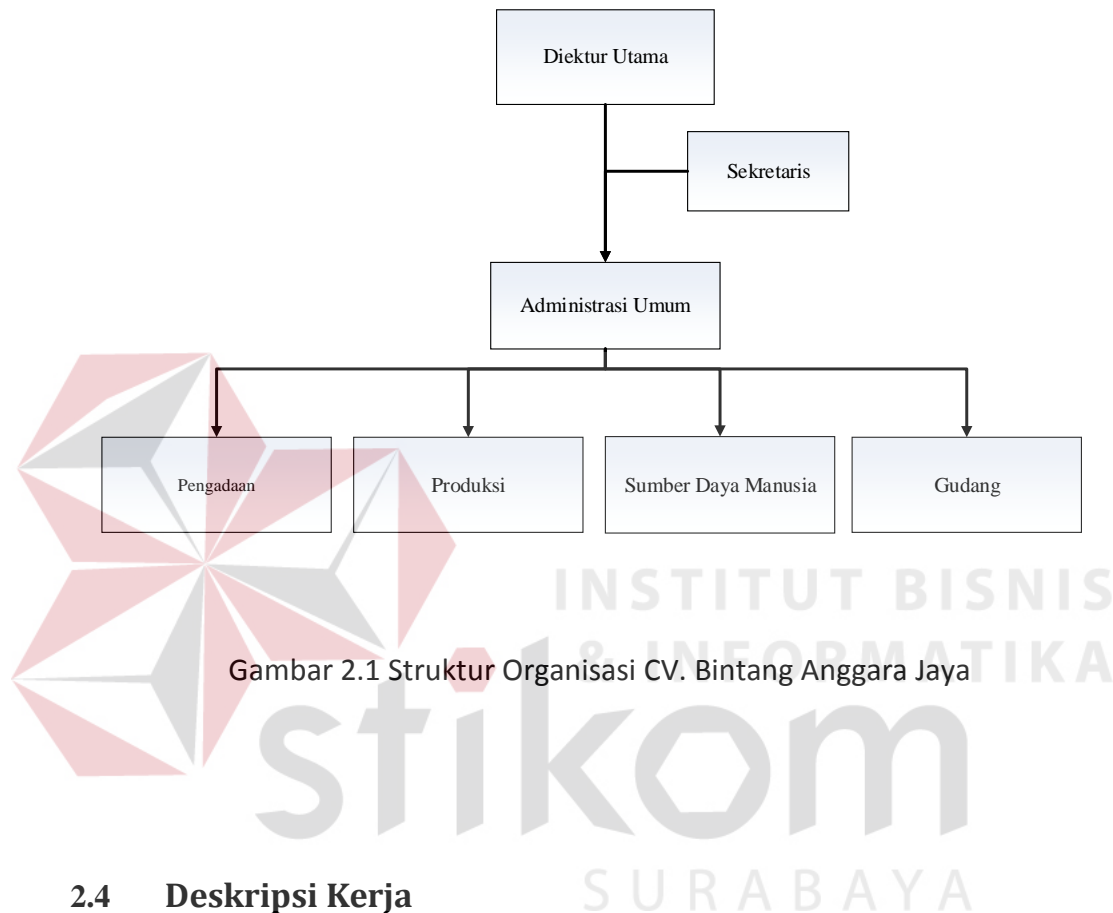 Diektur Utama
Sekretaris
Administrasi Umum
Pengadaan
Produksi
Sumber Daya Manusia
Gudang
INSTITUT BISNIS
& INFORMATIKA
Gambar 2.1 Struktur Organisasi CV. Bintang Anggara Jaya
stikom
SURABAYA
2.4 Deskripsi Kerja